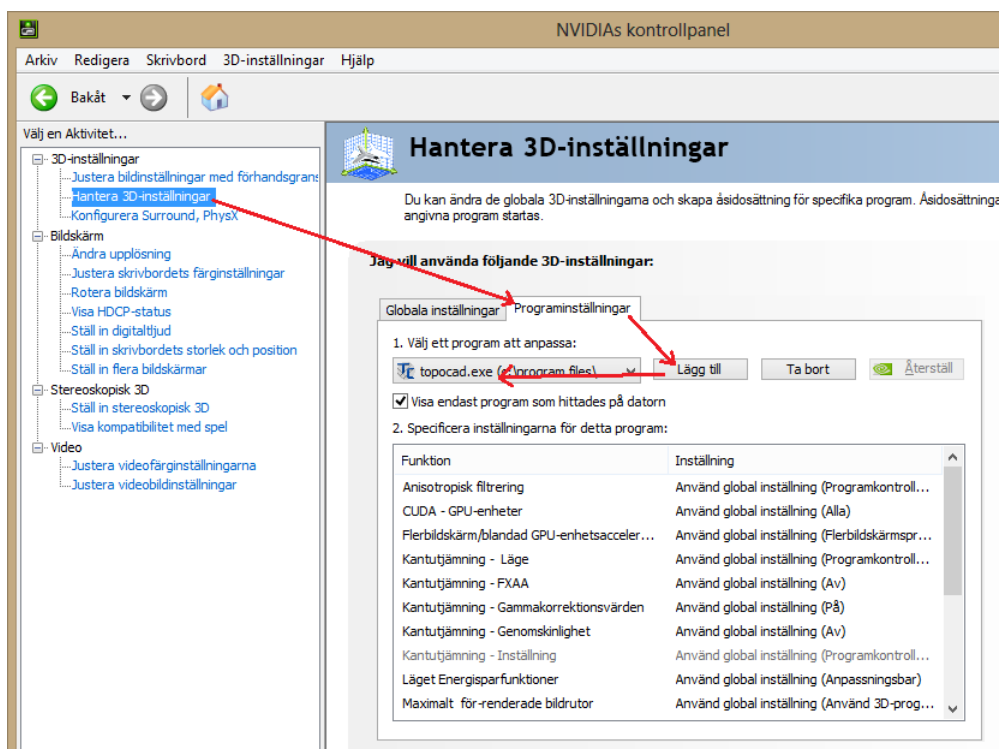 NVIDIAs kontrollpanel
Arkiv Redigera Skrivbord 3D-inställningar Hjälp
Bakåt
Välj en Aktivitet...
3D-inställningar
Justera bildinställningar med förhandsgrans
Hantera 3D-inställningar
Konfigurera Surround, PhysX
Bildskärm
Ändra upplösning
Justera skrivbordets färginställningar
Rotera bildskärm
Visa HDCP-status
Ställ in digitaltljud
Ställ in skrivbordets storlek och position
Ställ in flera bildskärmar
Stereoskopisk 3D
Ställ in stereoskopisk 3D
Visa kompatibilitet med spel
Video
Justera videofärginställningarna
Justera videobildinställningar
Hantera 3D-inställningar
Du kan ändra de globala 3D-inställningarna och skapa åsidosättning för specifika program. Åsidosättninga
angivna program startas.
Jag vill använda följande 3D-inställningar:
Globala inställningar Programinställningar
1. Välj ett program att anpassa:
topocad.exe (c:\program files\ Lägg till Ta bort Återställ
Visa endast program som hittades på datorn
2. Specificera inställningarna för detta program:
Funktion Inställning
Anisotropisk filtrering Använd global inställning (Programkontroll...
CUDA - GPU-enheter Använd global inställning (Alla)
Flerbildskärm/blandad GPU-enhetsacceler... Använd global inställning (Flerbildskärmspr...
Kantutjämning - Läge Använd global inställning (Programkontroll...
Kantutjämning - FXAA Använd global inställning (Av)
Kantutjämning - Gammakorrektionsvärden Använd global inställning (På)
Kantutjämning - Genomskinlighet Använd global inställning (Av)
Kantutjämning - Inställning Använd global inställning (Programkontroll...
Läget Energisparfunktioner Använd global inställning (Anpassningsbar)
Maximalt för-renderade bildrutor Använd global inställning (Använd 3D-prog...